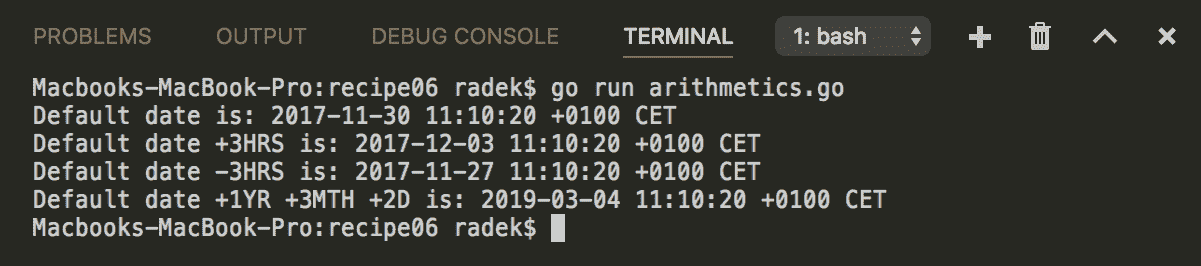 PROBLEMS OUTPUT DEBUG CONSOLE TERMINAL 1: bash
Macbooks-MacBook-Pro:recipe06 radek$ go run arithmetics.go
Default date is: 2017-11-30 11:10:20 +0100 CET
Default date +3HRS is: 2017-12-03 11:10:20 +0100 CET
Default date -3HRS is: 2017-11-27 11:10:20 +0100 CET
Default date +1YR +3MTH +2D is: 2019-03-04 11:10:20 +0100 CET
Macbooks-MacBook-Pro:recipe06 radek$